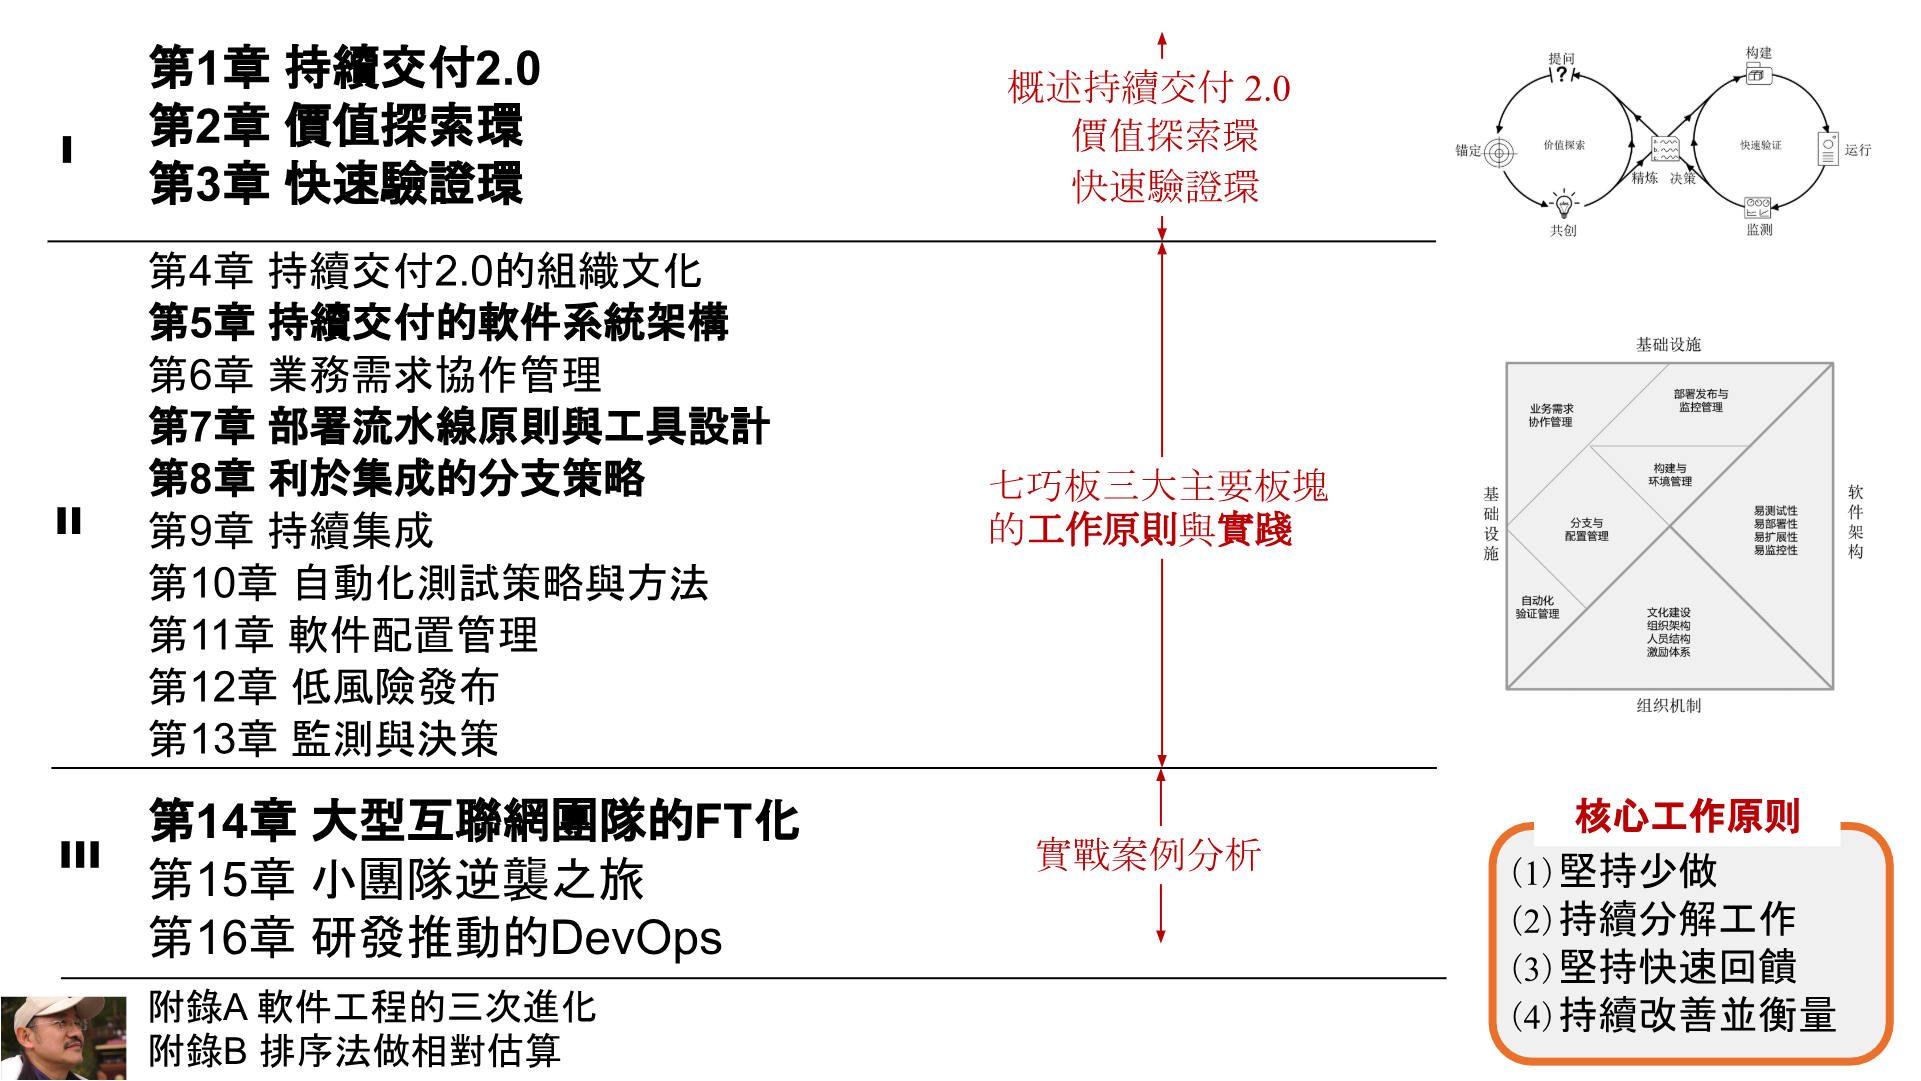 I
第1章 持續交付2.0
第2章 價值探索環
第3章 快速驗證環
概述持續交付 2.0
價值探索環
快速驗證環
提问
锚定
价值探索
共创
精炼
决策
构建
快速验证
运行
监测
II
第4章 持續交付2.0的組織文化
第5章 持續交付的軟件系統架構
第6章 業務需求協作管理
第7章 部署流水線原則與工具設計
第8章 利於集成的分支策略
第9章 持續集成
第10章 自動化測試策略與方法
第11章 軟件配置管理
第12章 低風險發布
第13章 監測與決策
七巧板三大主要板塊
的工作原則與實踐
基础设施
业务需求
协作管理
部署发布与
监控管理
构建与
环境管理
分支与
配置管理
自动化
验证管理
易测试性
易部署性
易扩展性
易监控性
文化建设
组织架构
人员结构
激励体系
基础设施
软件架构
组织机制
III
第14章 大型互聯網團隊的FT化
第15章 小團隊逆襲之旅
第16章 研發推動的DevOps
實戰案例分析
核心工作原则
(1) 堅持少做
(2) 持續分解工作
(3) 堅持快速回饋
(4) 持續改善並衡量
附錄A 軟件工程的三次進化
附錄B 排序法做相對估算